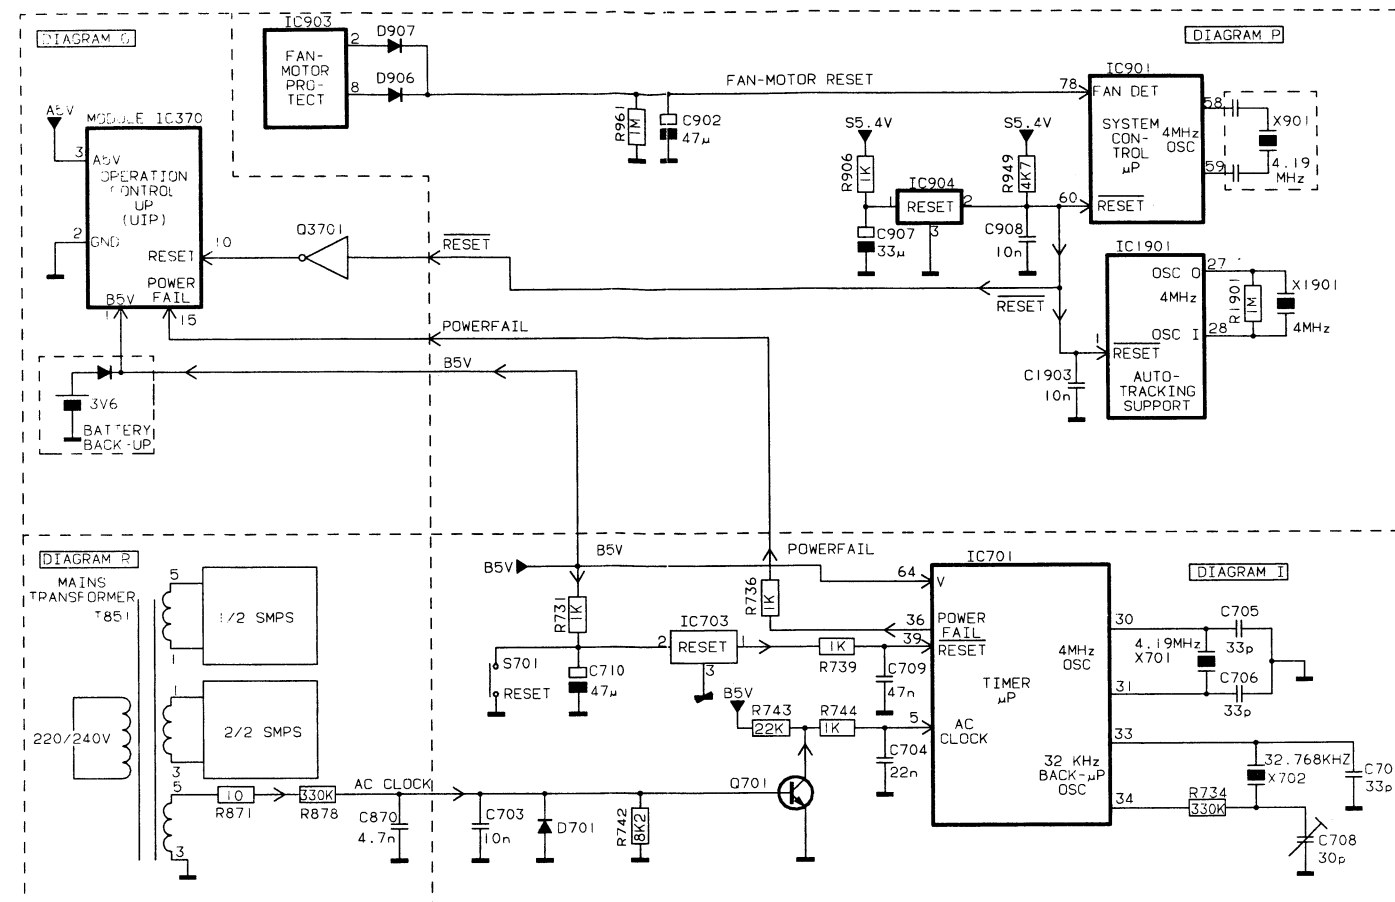 DIAGRAM O
IC903
D907
2
FAN-
MOTOR
PRO-
TECT
D906
8
FAN-MOTOR RESET
DIAGRAM P
IC901
78
FAN DET
SYSTEM
CON-
TROL
µP
4MHz
OSC
58
59
X901
4.19
MHz
A5V
MODULE IC370
3
A5V
OPERATION
CONTROL
UP
(UIP)
2
GND
RESET
10
POWER
FAIL
B5V
1
15
Q3701
RESET
R961
1M
C902
47µ
S5.4V
S5.4V
R906
1K
IC904
1
RESET
2
3
R949
4K7
60
RESET
C907
33µ
C908
10n
IC1901
OSC O
27
4MHz
R1901
1M
X1901
4MHz
OSC I
28
RESET
1
RESET
C1903
10n
AUTO-
TRACKING
SUPPORT
POWERFAIL
B5V
3V6
BATTERY
BACK-UP
DIAGRAM R
MAINS
TRANSFORMER
T851
5
1/2 SMPS
1
1
2/2 SMPS
3
220/240V
5
10
R871
330K
R878
AC CLOCK
3
C870
4.7n
C703
10n
D701
R742
8K2
Q701
B5V
B5V
POWERFAIL
R731
1K
S701
RESET
C710
47µ
2
IC703
RESET
1
3
R736
1K
1K
R739
C709
47n
B5V
R743
22K
R744
1K
C704
22n
IC701
64
V
36
POWER
FAIL
39
RESET
TIMER
µP
5
AC
CLOCK
4MHz
OSC
32 KHz
BACK-µP
OSC
DIAGRAM I
30
C705
33p
4.19MHz
X701
C706
33p
31
33
32.768KHZ
X702
C70
33p
34
R734
330K
C708
30p